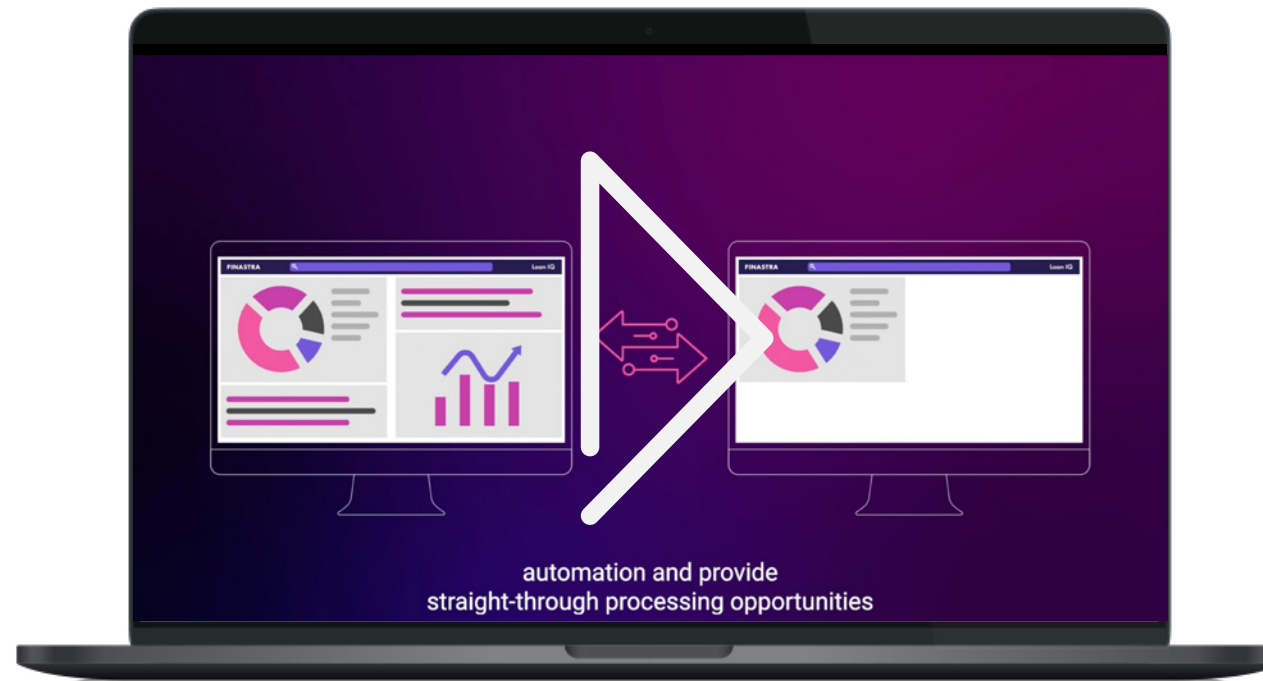 FINASTRA Loan IQ
FINASTRA Loan IQ
automation and provide
straight-through processing opportunities